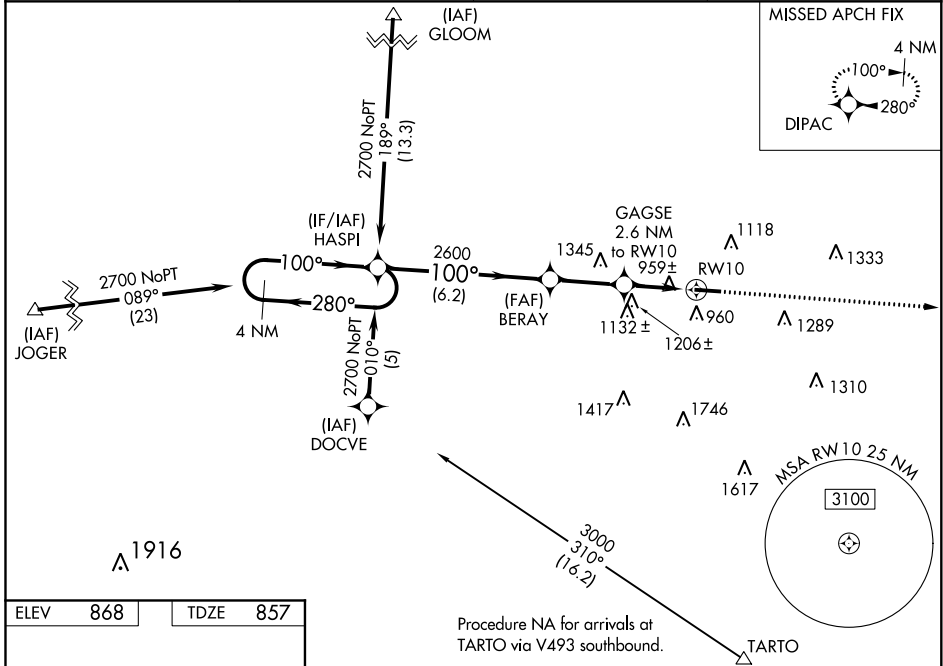 (IAF)
GLOOM
MISSED APCH FIX
4 NM
100°
280°
DIPAC
2700 NoPT
189°
(13.3)
(IF/IAF)
HASPI
100°
280°
4 NM
2600
100°
(6.2)
(FAF)
BERAY
GAGSE
2.6 NM
to RW10
1345
959±
RW10
1118
1333
1132±
1206±
960
1289
2700 NoPT
089°
(23)
(IAF)
JOGER
2700 NoPT
010°
(5)
(IAF)
DOCVE
1417
1746
1310
1617
MSA RW10 25 NM
3100
3000
310°
(16.2)
1916
ELEV 868
TDZE 857
Procedure NA for arrivals at
TARTO via V493 southbound.
TARTO